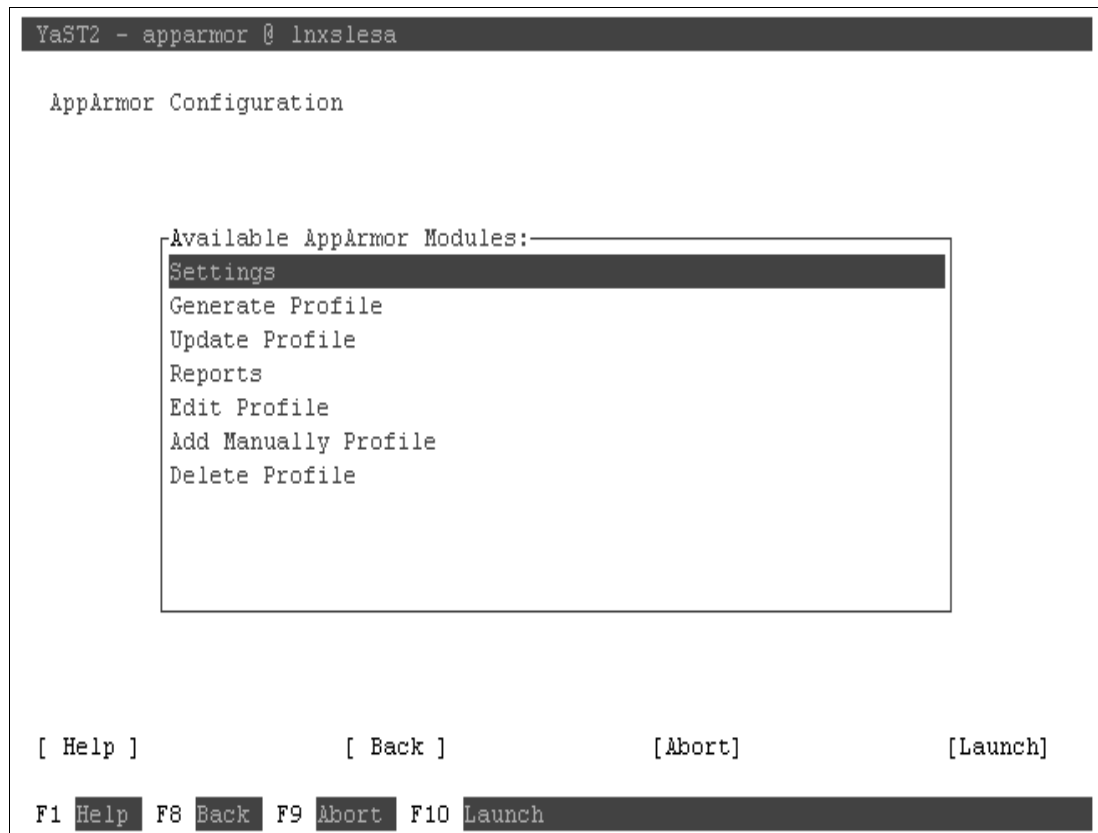 YaST2 - apparmor @ lnxslesa
AppArmor Configuration
Available AppArmor Modules:
Settings
Generate Profile
Update Profile
Reports
Edit Profile
Add Manually Profile
Delete Profile
[ Help ] [ Back ] [Abort] [Launch]
F1 Help F8 Back F9 Abort F10 Launch